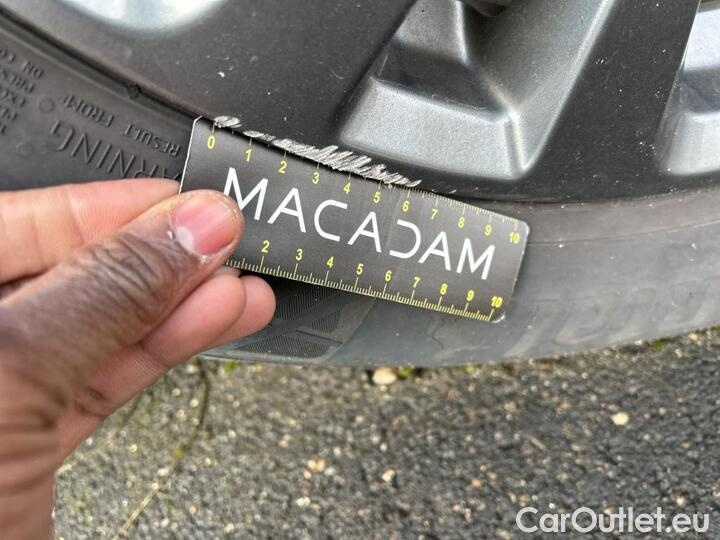 WARNING
RESULT FROM:
0 1 2 3 4 5 6 7 8 9 10
MACADAM
2 3 4 5 6 7 8 9 10
CarOutlet.eu